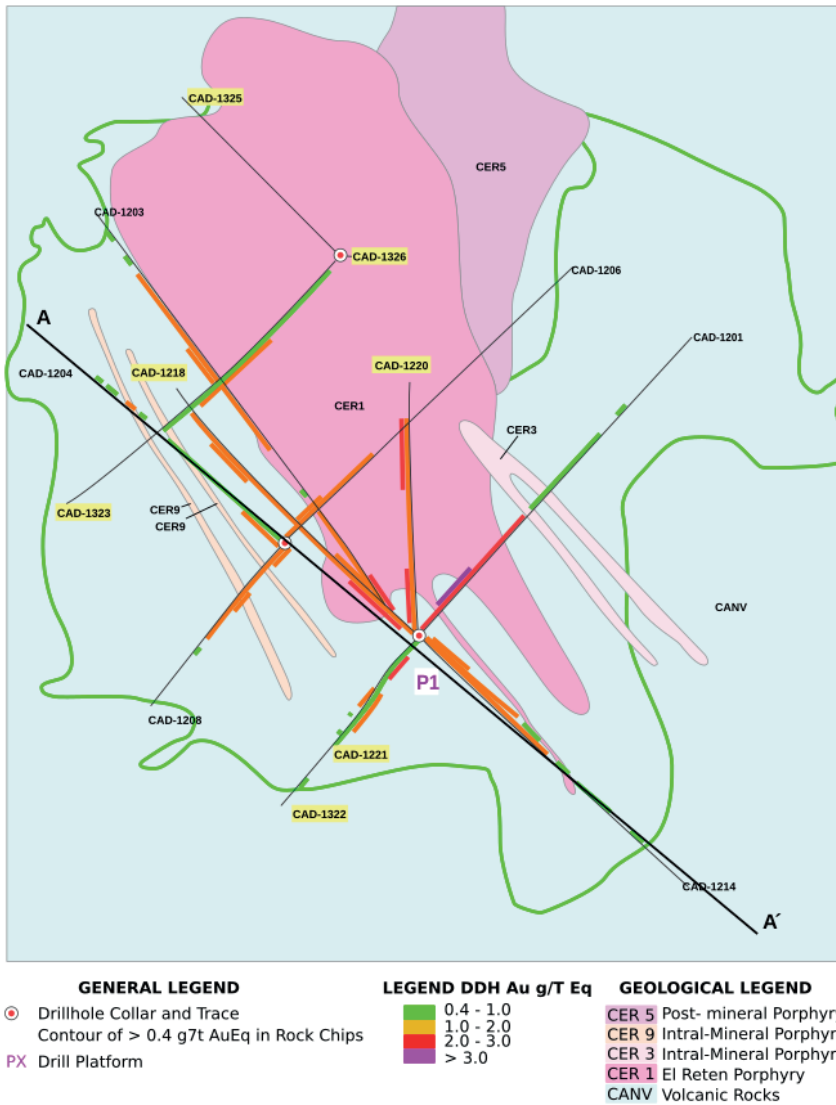 CAD-1325
CER5
CAD-1203
CAD-1326
CAD-1206
A
CAD-1201
CAD-1204
CAD-1218
CAD-1220
CER1
CER3
CER9
CER9
CAD-1323
CANV
P1
CAD-1208
CAD-1221
CAD-1322
CAD-1214
A´
GENERAL LEGEND
Drillhole Collar and Trace
Contour of > 0.4 g7t AuEq in Rock Chips
PX Drill Platform
LEGEND DDH Au g/T Eq
0.4 - 1.0
1.0 - 2.0
2.0 - 3.0
> 3.0
GEOLOGICAL LEGEND
CER 5 Post- mineral Porphyry
CER 9 Intral-Mineral Porphyr
CER 3 Intral-Mineral Porphyr
CER 1 El Reten Porphyry
CANV Volcanic Rocks